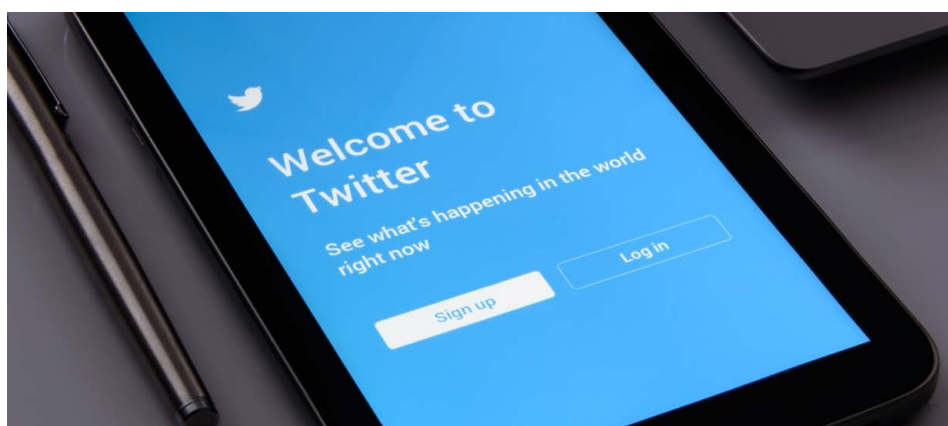 Welcome to
Twitter
See what's happening in the world
right now
Sign up
Log in